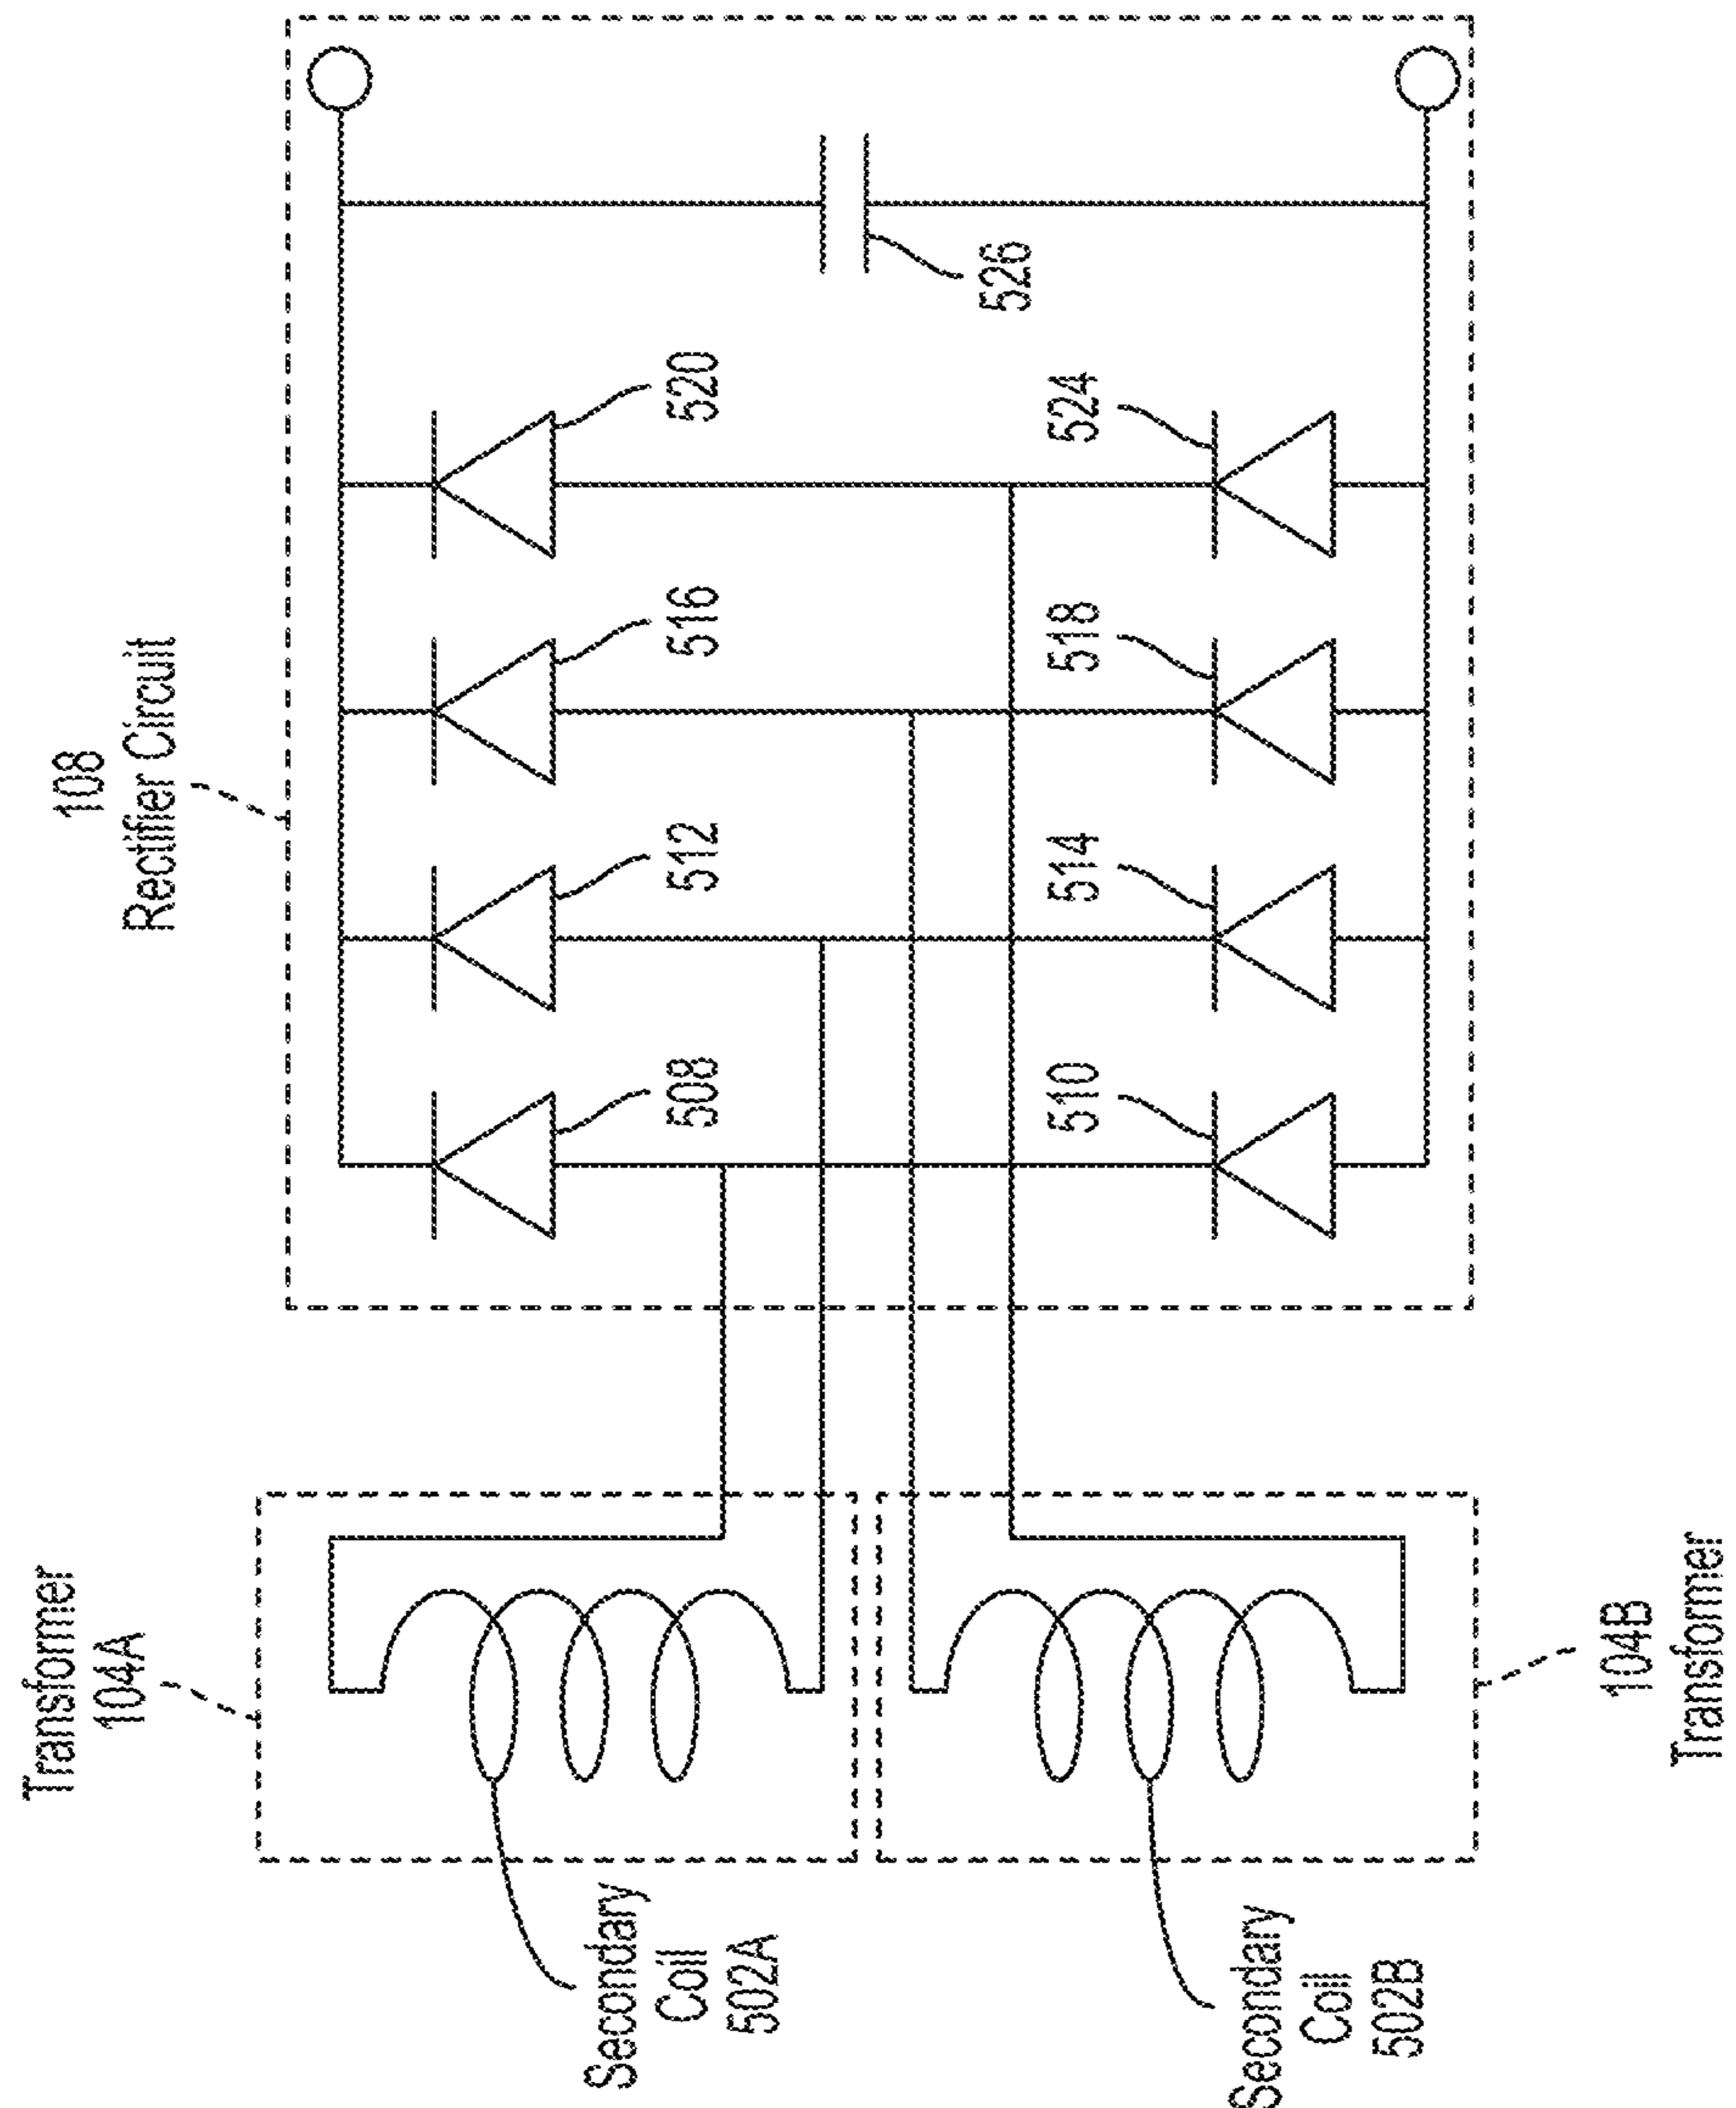 108
Rectifier Circuit
Transformer
104A
508
512
516
520
510
514
518
524
526
Secondary
Coil
502A
Secondary
Coil
502B
104B
Transformer